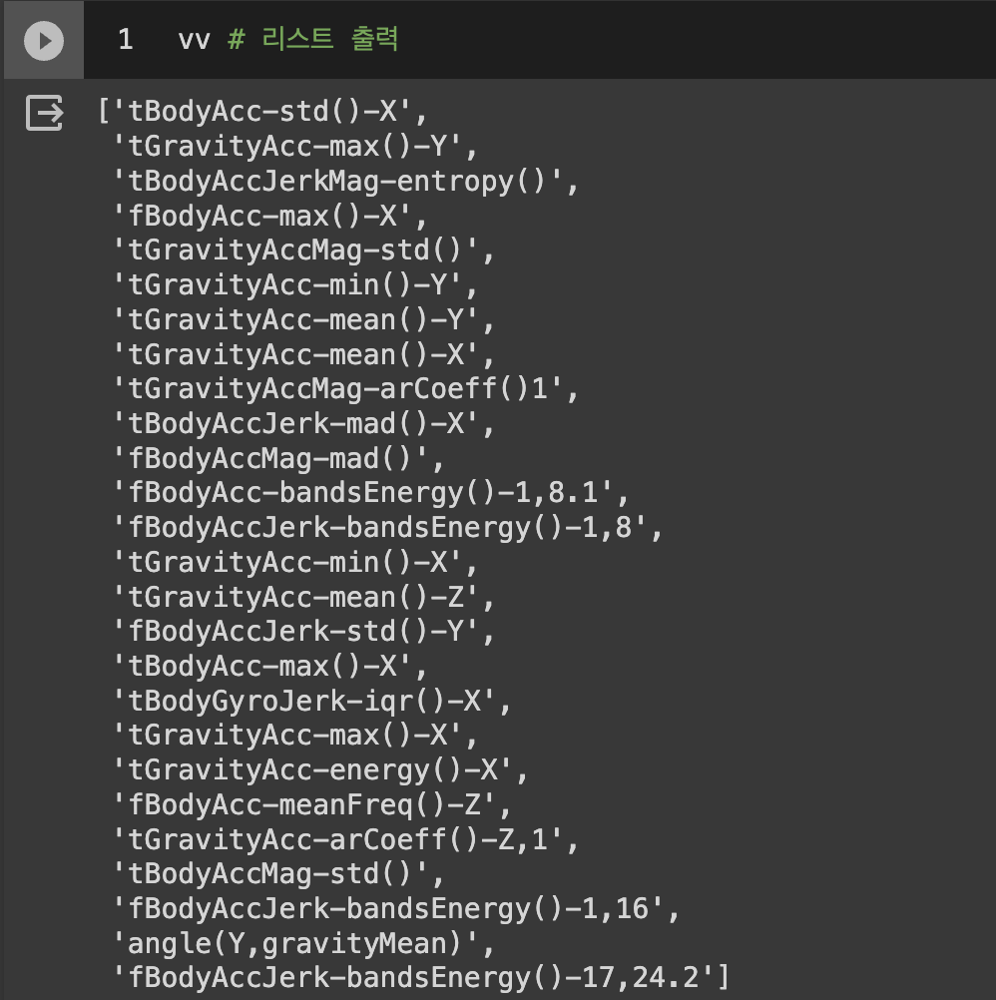 1 vv # 리스트 출력
['tBodyAcc-std()-X',
'tGravityAcc-max()-Y',
'tBodyAccJerkMag-entropy()',
'fBodyAcc-max()-X',
'tGravityAccMag-std()',
'tGravityAcc-min()-Y',
'tGravityAcc-mean()-Y',
'tGravityAcc-mean()-X',
'tGravityAccMag-arCoeff()1',
'tBodyAccJerk-mad()-X',
'fBodyAccMag-mad()',
'fBodyAcc-bandsEnergy()-1,8.1',
'fBodyAccJerk-bandsEnergy()-1,8',
'tGravityAcc-min()-X',
'tGravityAcc-mean()-Z',
'fBodyAccJerk-std()-Y',
'tBodyAcc-max()-X',
'tBodyGyroJerk-iqr()-X',
'tGravityAcc-max()-X',
'tGravityAcc-energy()-X',
'fBodyAcc-meanFreq()-Z',
'tGravityAcc-arCoeff()-Z,1',
'tBodyAccMag-std()',
'fBodyAccJerk-bandsEnergy()-1,16',
'angle(Y,gravityMean)',
'fBodyAccJerk-bandsEnergy()-17,24.2']